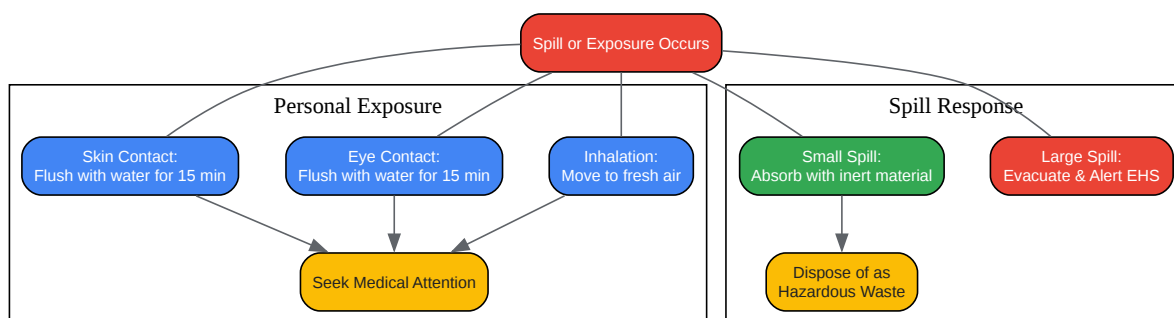 Spill or Exposure Occurs
Personal Exposure
Spill Response
Skin Contact:
Flush with water for 15 min
Eye Contact:
Flush with water for 15 min
Inhalation:
Move to fresh air
Small Spill:
Absorb with inert material
Large Spill:
Evacuate & Alert EHS
Seek Medical Attention
Dispose of as
Hazardous Waste